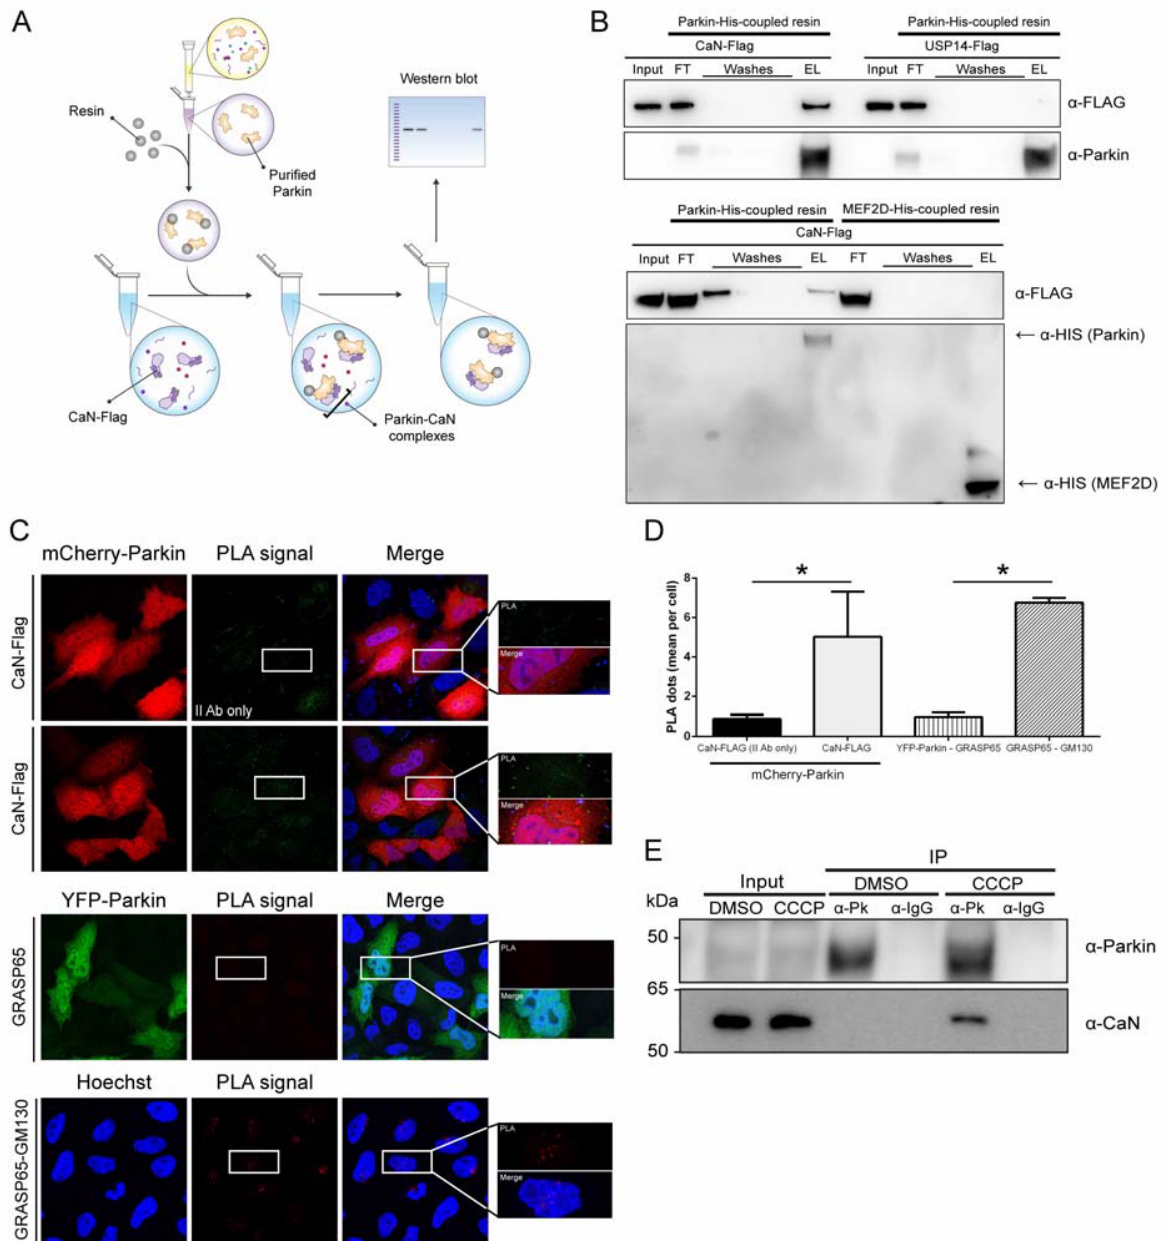 A
Resin
Purified
Parkin
Western blot
CaN-Flag
Parkin-CaN
complexes
B
Parkin-His-coupled resin Parkin-His-coupled resin
CaN-Flag USP14-Flag
Input FT Washes EL Input FT Washes EL
α-FLAG
α-Parkin
Parkin-His-coupled resin MEF2D-His-coupled resin
CaN-Flag
Input FT Washes EL FT Washes EL
α-FLAG
← α-HIS (Parkin)
← α-HIS (MEF2D)
C
mCherry-Parkin PLA signal Merge
CaN-Flag
II Ab only
PLA
Merge
CaN-Flag
PLA
Merge
YFP-Parkin PLA signal Merge
GRASP65
PLA
Merge
Hoechst PLA signal
GRASP65-GM130
PLA
Merge
D
PLA dots (mean per cell)
8
6
4
2
0
* *
CaN-FLAG (II Ab only) CaN-FLAG YFP-Parkin - GRASP65 GRASP65 - GM130
mCherry-Parkin
E
IP
Input DMSO CCCP
kDa DMSO CCCP α-Pk α-IgG α-Pk α-IgG
50
α-Parkin
65
α-CaN
50